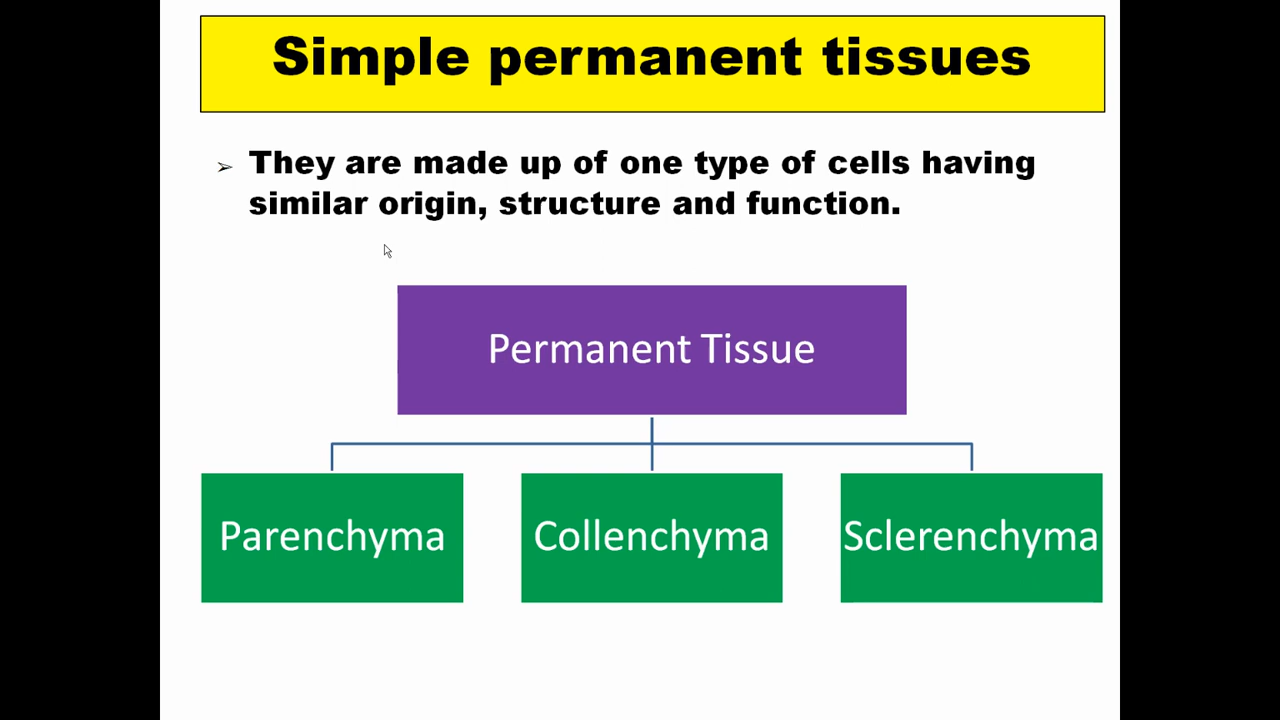 Simple permanent tissues
➢ They are made up of one type of cells having
similar origin, structure and function.
Permanent Tissue
Parenchyma
Collenchyma
Sclerenchyma